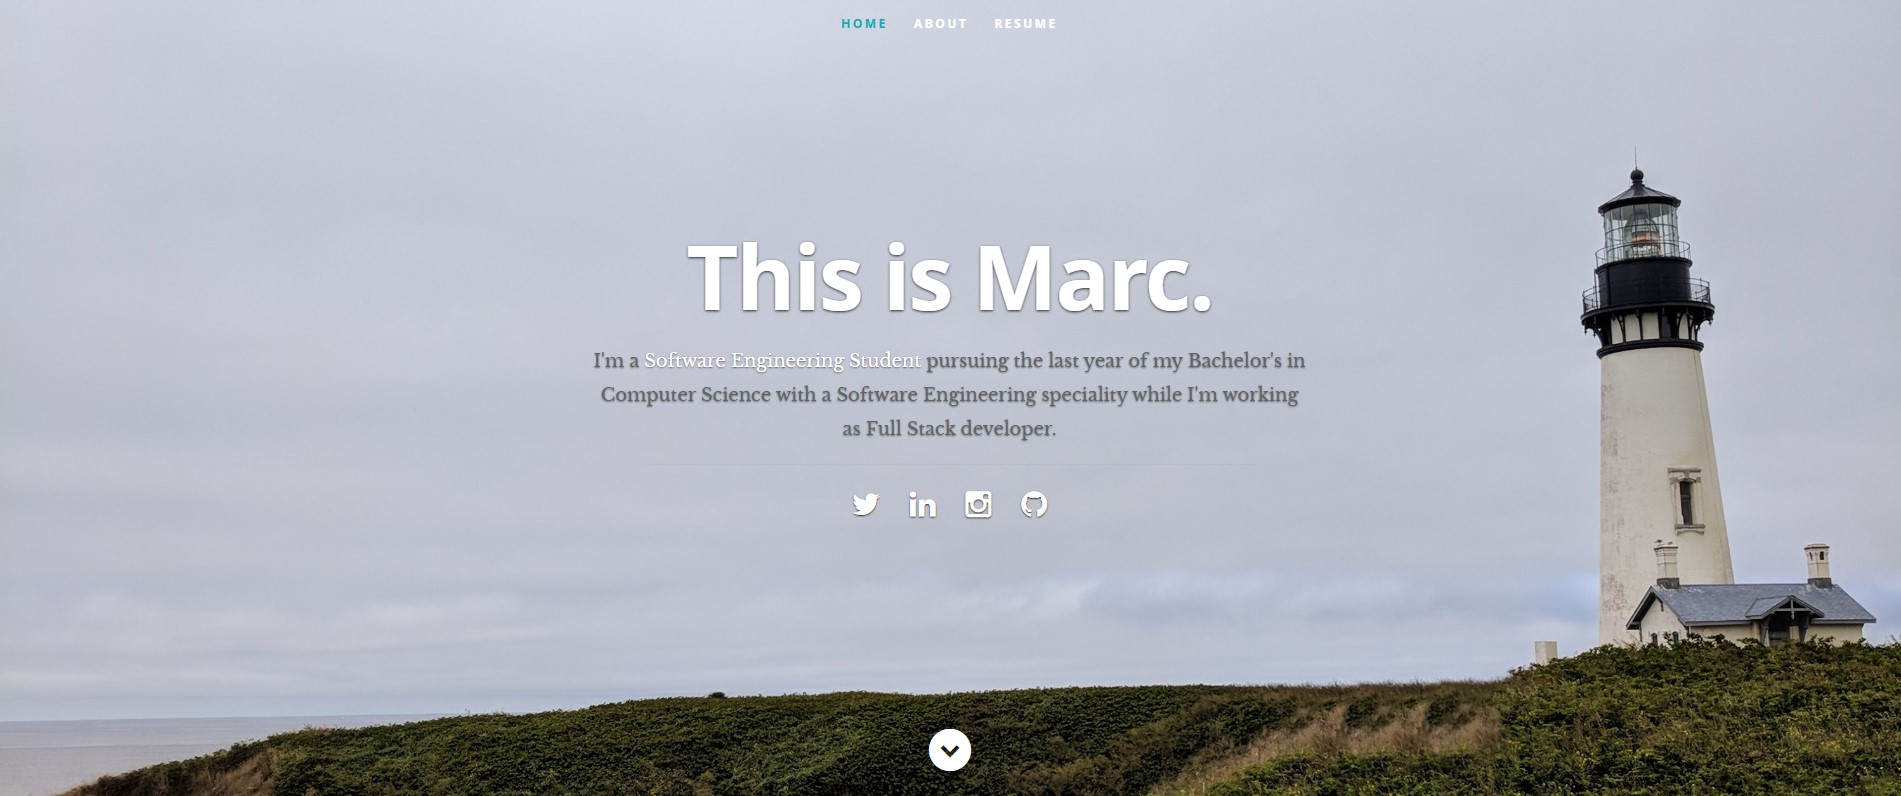 HOME ABOUT RESUME
This is Marc.
I'm a Software Engineering Student pursuing the last year of my Bachelor's in
Computer Science with a Software Engineering speciality while I'm working
as Full Stack developer.